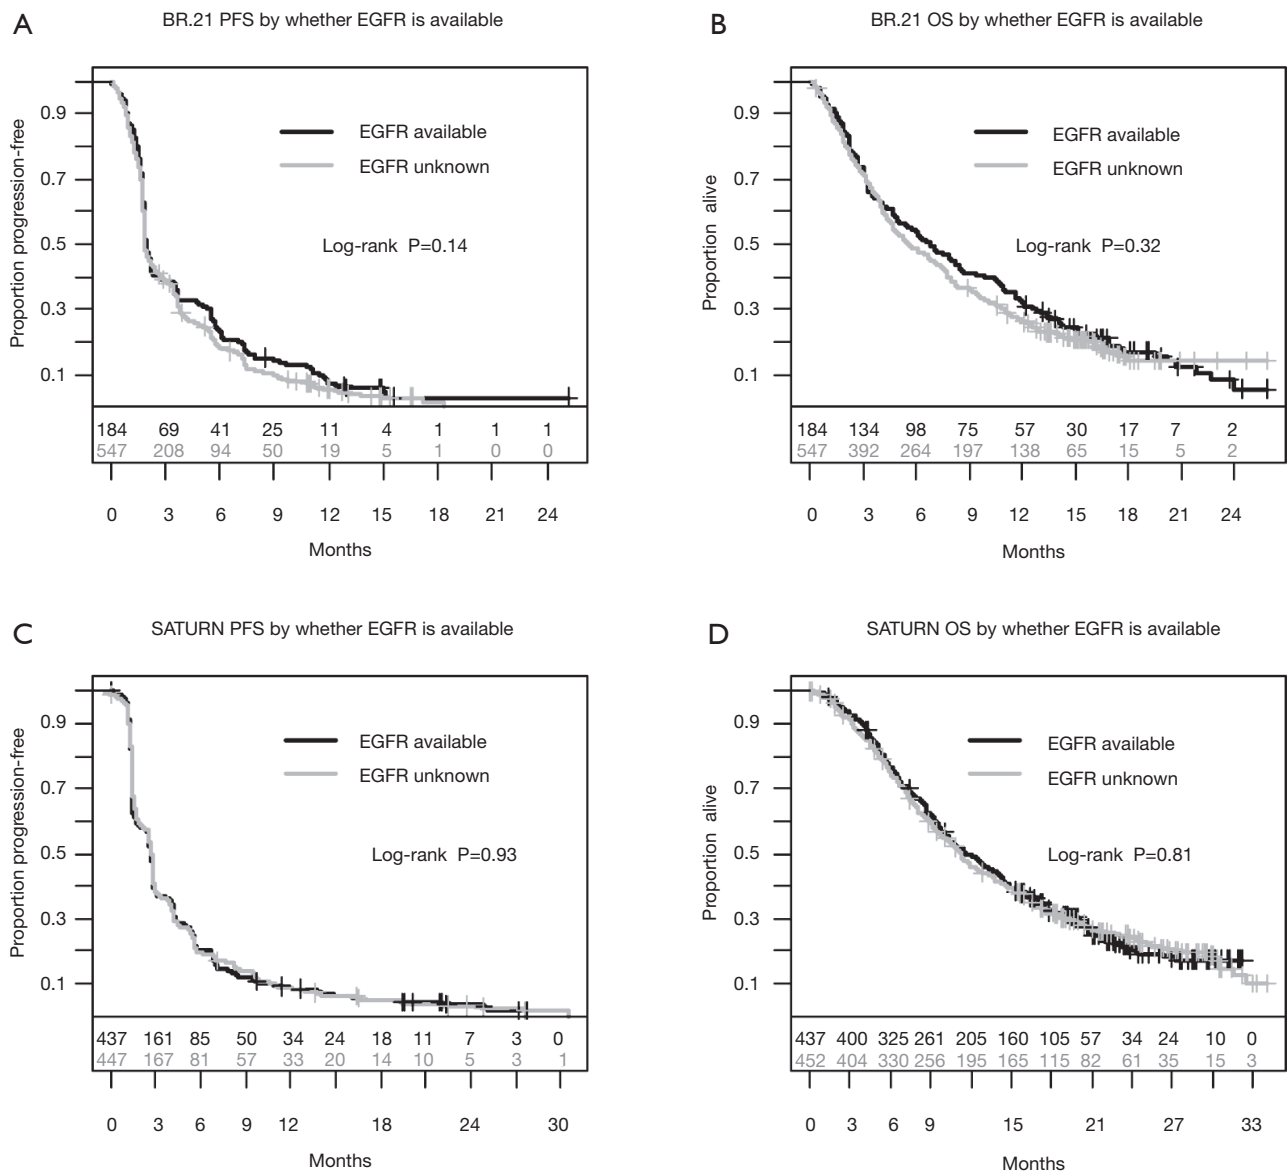 A
BR.21 PFS by whether EGFR is available
Proportion progression-free
0.9
0.7
0.5
0.3
0.1
EGFR available
EGFR unknown
Log-rank P=0.14
184 69 41 25 11 4 1 1 1
547 208 94 50 19 5 1 0 0
0 3 6 9 12 15 18 21 24
Months
B
BR.21 OS by whether EGFR is available
Proportion alive
0.9
0.7
0.5
0.3
0.1
EGFR available
EGFR unknown
Log-rank P=0.32
184 134 98 75 57 30 17 7 2
547 392 264 197 138 65 15 5 2
0 3 6 9 12 15 18 21 24
Months
C
SATURN PFS by whether EGFR is available
Proportion progression-free
0.9
0.7
0.5
0.3
0.1
EGFR available
EGFR unknown
Log-rank P=0.93
437 161 85 50 34 24 18 11 7 3 0
447 167 81 57 33 20 14 10 5 3 1
0 3 6 9 12 18 24 30
Months
D
SATURN OS by whether EGFR is available
Proportion alive
0.9
0.7
0.5
0.3
0.1
EGFR available
EGFR unknown
Log-rank P=0.81
437 400 325 261 205 160 105 57 34 24 10 0
452 404 330 256 195 165 115 82 61 35 15 3
0 3 6 9 15 21 27 33
Months